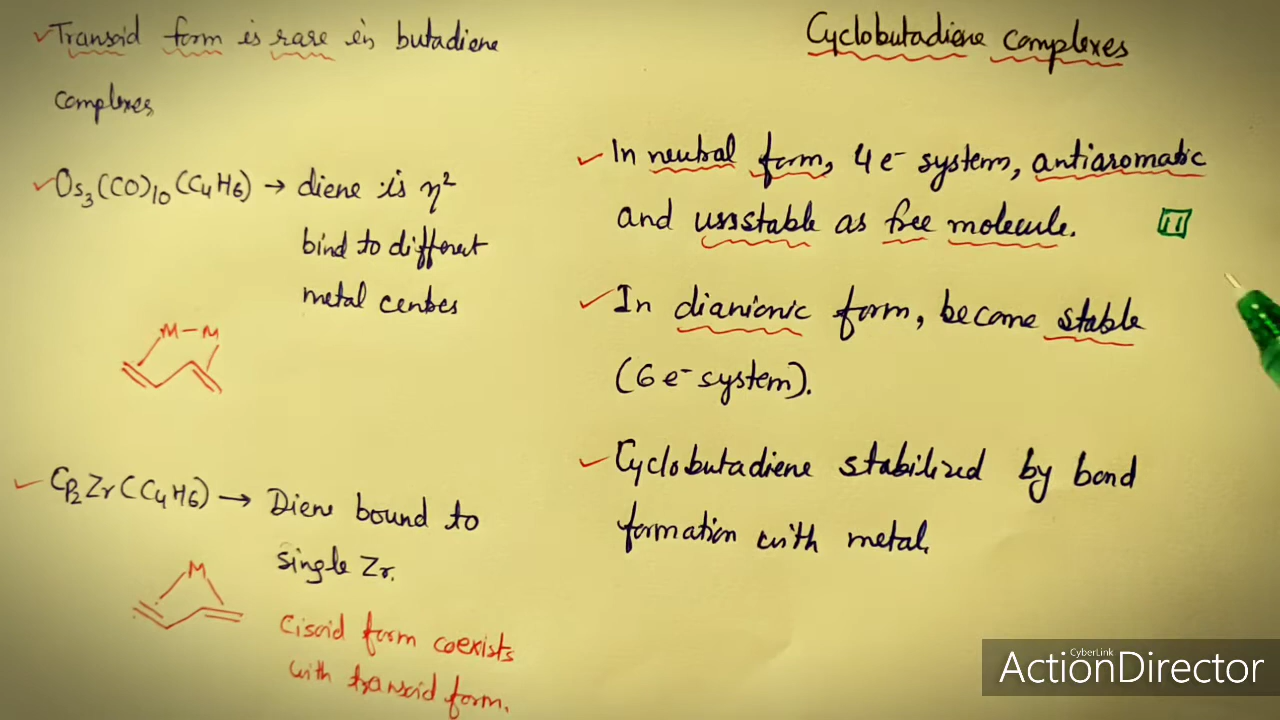 Transoid form is rare in butadiene
complexes
Os3(CO)10(C4H6) → diene is η2
bind to different
metal centres
M-M
Cp2Zr(C4H6) → Diene bound to
single Zr.
M
Cisoid form coexists
with transoid form.
Cyclobutadiene complexes
In neutral form, 4e- system, antiaromatic
and unstable as free molecule.
In dianionic form, become stable
(6e- system).
Cyclobutadiene stabilized by bond
formation with metal.
CyberLink
ActionDirector